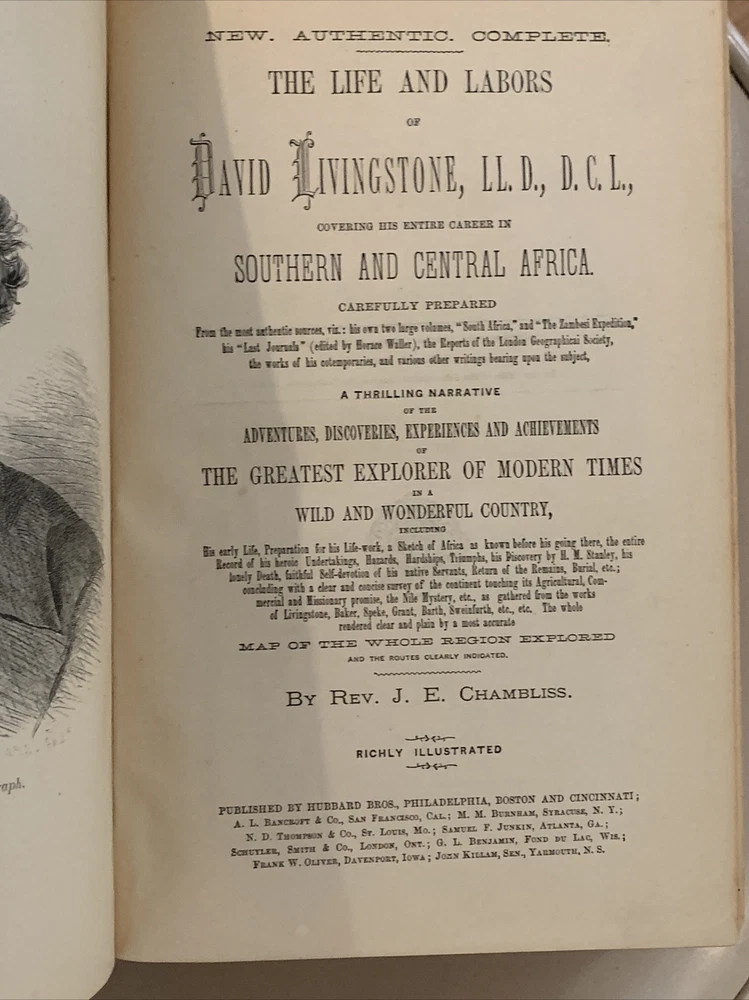 NEW. AUTHENTIC. COMPLETE.
THE LIFE AND LABORS
OF
DAVID LIVINGSTONE, LL. D., D. C. L.,
COVERING HIS ENTIRE CAREER IN
SOUTHERN AND CENTRAL AFRICA.
CAREFULLY PREPARED
From the most authentic sources, viz.: his own two large volumes, "South Africa," and "The Zambesi Expedition,"
his "Last Journals" (edited by Horace Waller), the Reports of the London Geographical Society,
the works of his cotemporaries, and various other writings bearing upon the subject,
A THRILLING NARRATIVE
OF THE
ADVENTURES, DISCOVERIES, EXPERIENCES AND ACHIEVEMENTS
OF
THE GREATEST EXPLORER OF MODERN TIMES
IN A
WILD AND WONDERFUL COUNTRY,
INCLUDING
His early Life, Preparation for his Life-work, a Sketch of Africa as known before his going there, the entire
Record of his heroic Undertakings, Hazards, Hardships, Triumphs, his Discovery by H. M. Stanley, his
lonely Death, faithful Self-devotion of his native Servants, Return of the Remains, Burial, etc.;
concluding with a clear and concise survey of the continent touching its Agricultural, Com-
mercial and Missionary promise, the Nile Mystery, etc., as gathered from the works
of Livingstone, Baker, Speke, Grant, Barth, Sweinfurth, etc., etc. The whole
rendered clear and plain by a most accurate
MAP OF THE WHOLE REGION EXPLORED
AND THE ROUTES CLEARLY INDICATED.
BY REV. J. E. CHAMBLISS.
RICHLY ILLUSTRATED
PUBLISHED BY HUBBARD BROS., PHILADELPHIA, BOSTON AND CINCINNATI;
A. L. BANCROFT & CO., SAN FRANCISCO, CAL.; M. M. BURNHAM, SYRACUSE, N. Y.;
N. D. THOMPSON & CO., ST. LOUIS, MO.; SAMUEL F. JUNKIN, ATLANTA, GA.;
SCHUYLER, SMITH & CO., LONDON, ONT.; G. L. BENJAMIN, FOND DU LAC, WIS.;
FRANK W. OLIVER, DAVENPORT, IOWA; JOHN KILLAM, SEN., YARMOUTH, N. S.